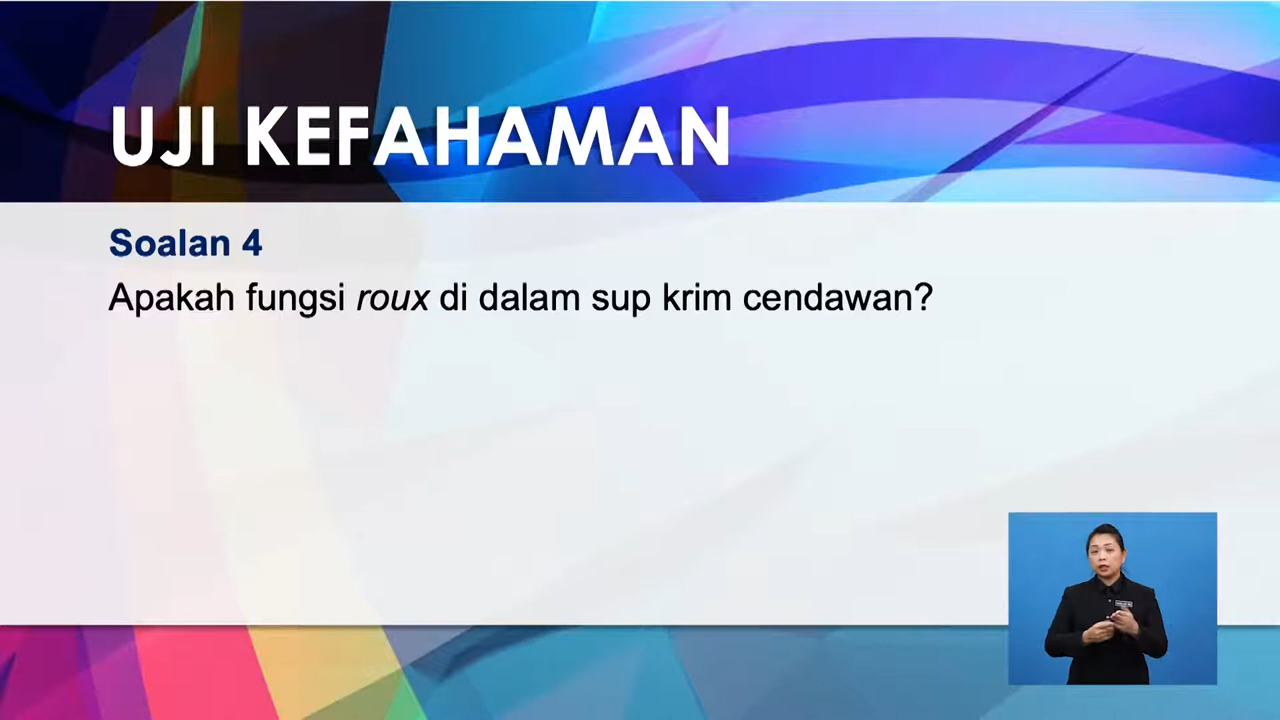 UJI KEFAHAMAN
Soalan 4
Apakah fungsi roux di dalam sup krim cendawan?